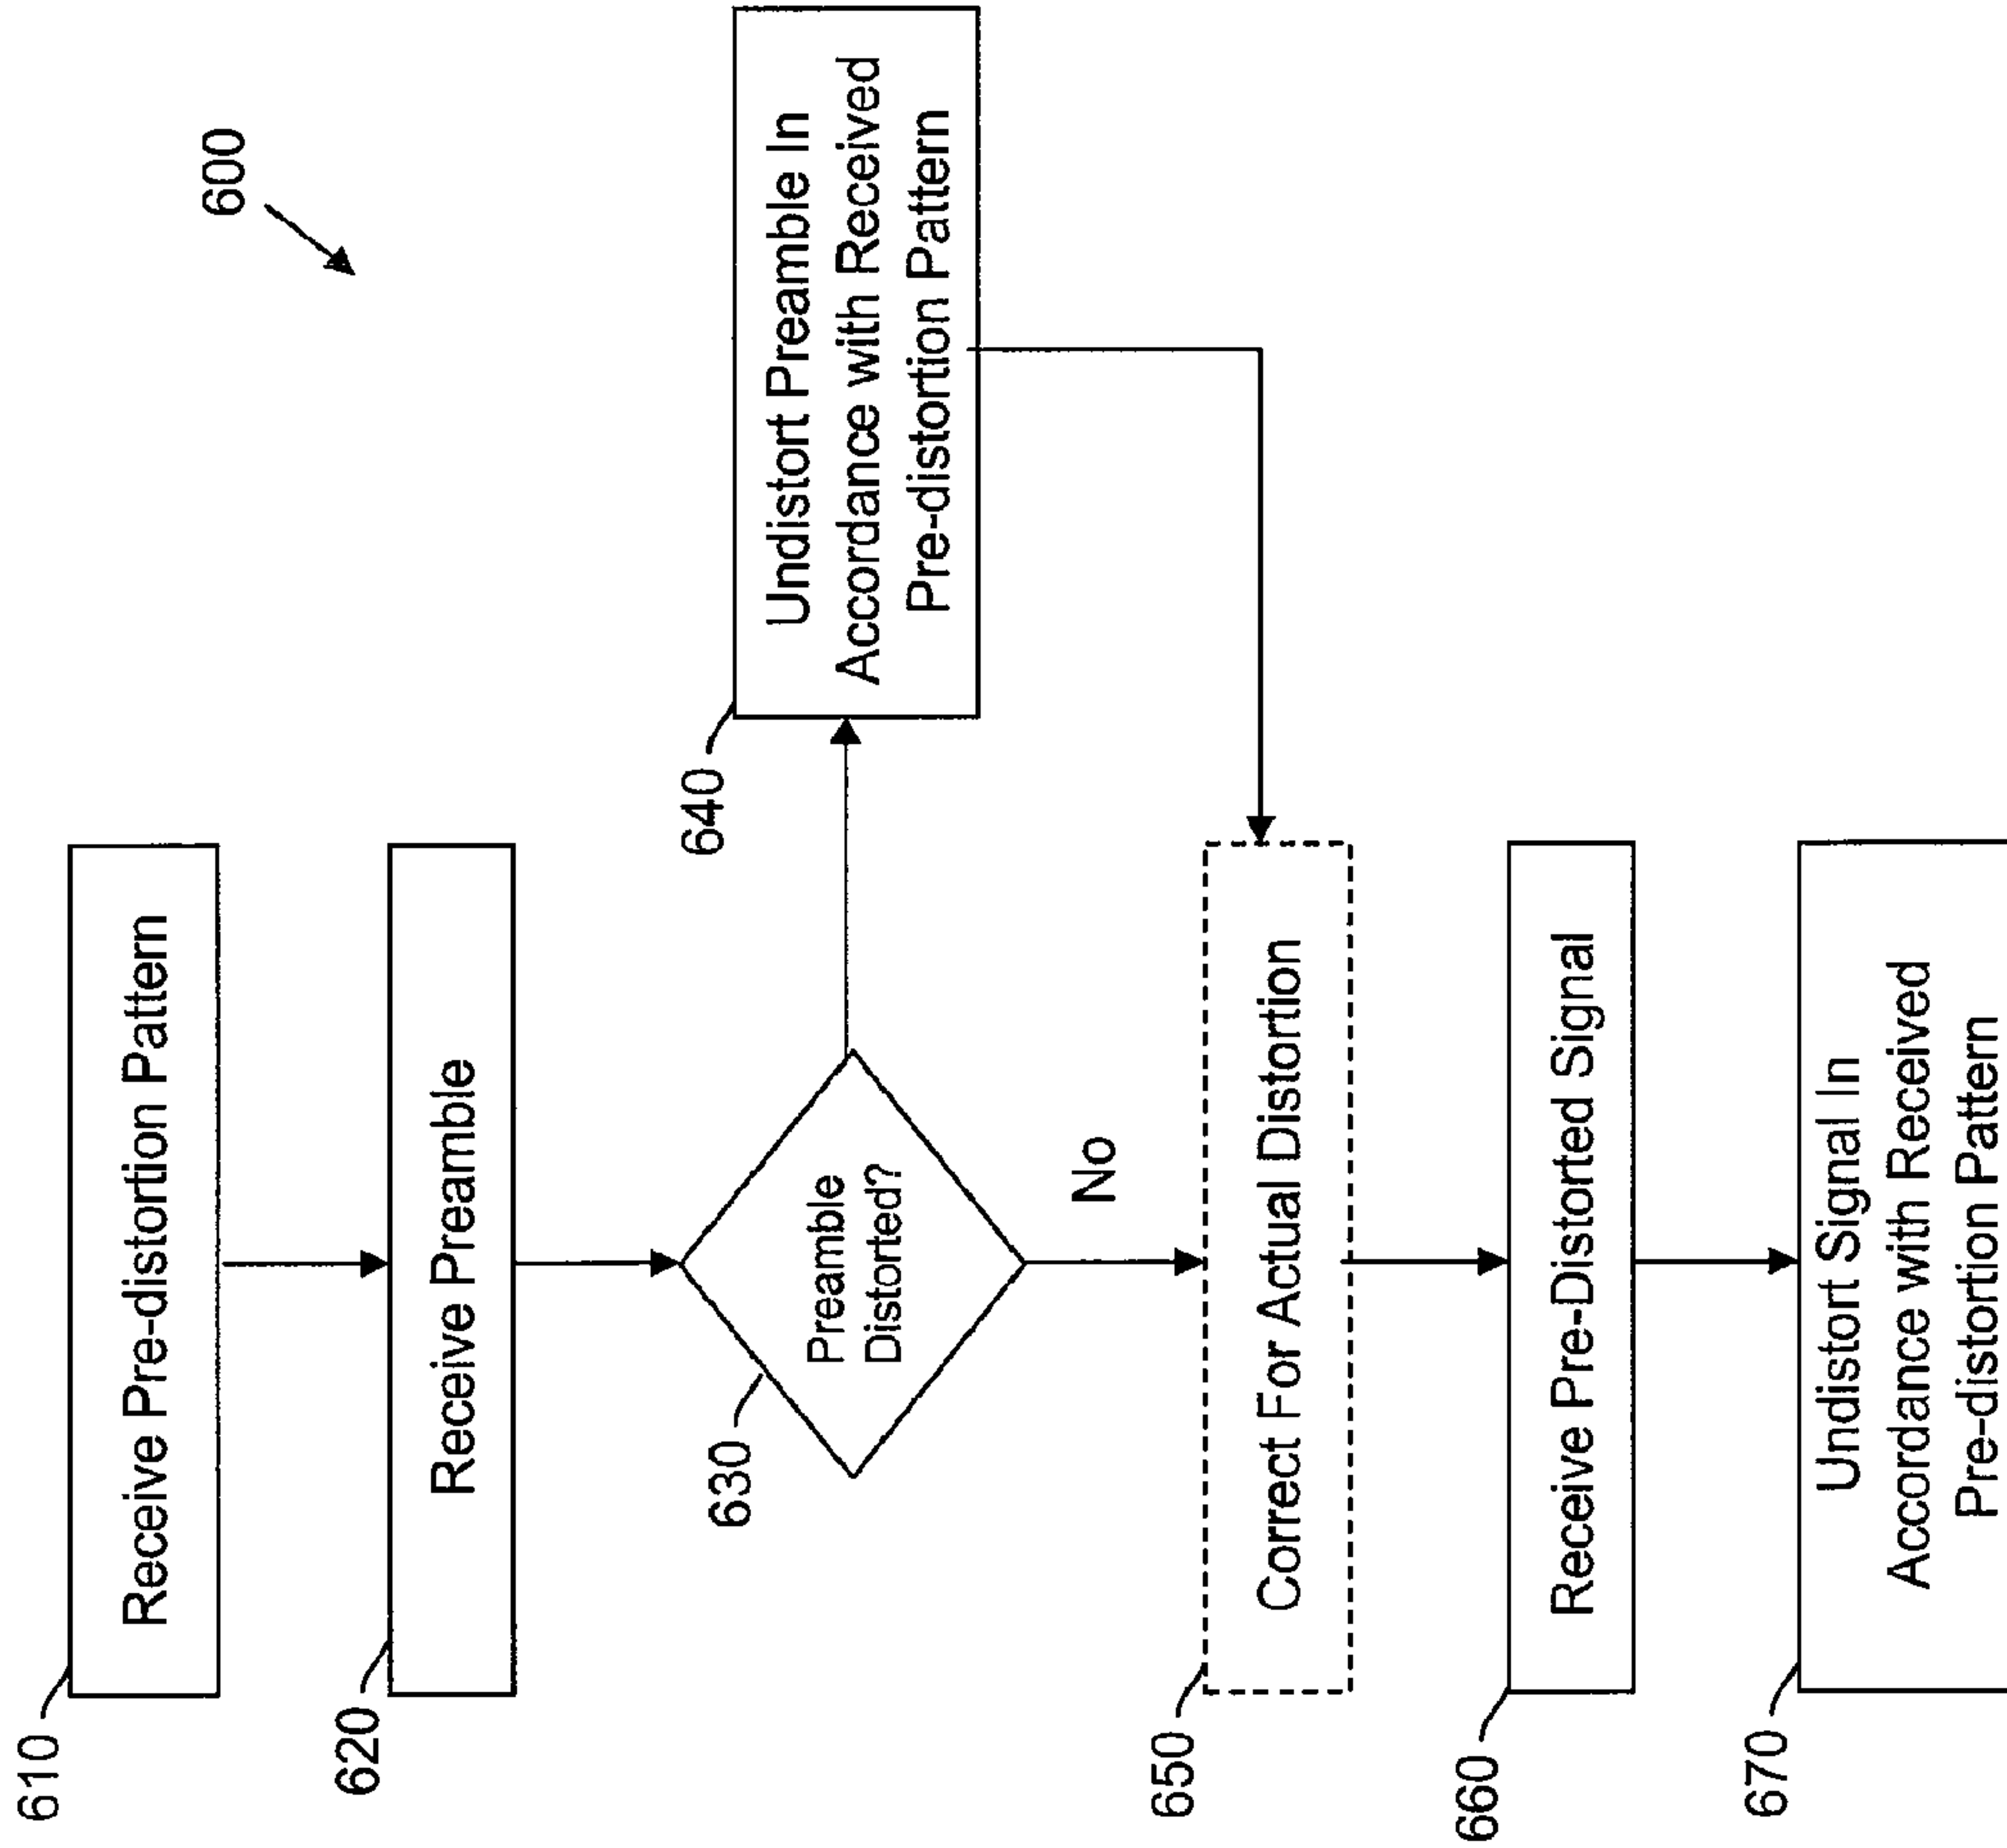 600
610
Receive Pre-distortion Pattern
620
Receive Preamble
630
Preamble
Distorted?
640
Undistort Preamble In
Accordance with Received
Pre-distortion Pattern
No
650
Correct For Actual Distortion
660
Receive Pre-Distorted Signal
670
Undistort Signal In
Accordance with Received
Pre-distortion Pattern